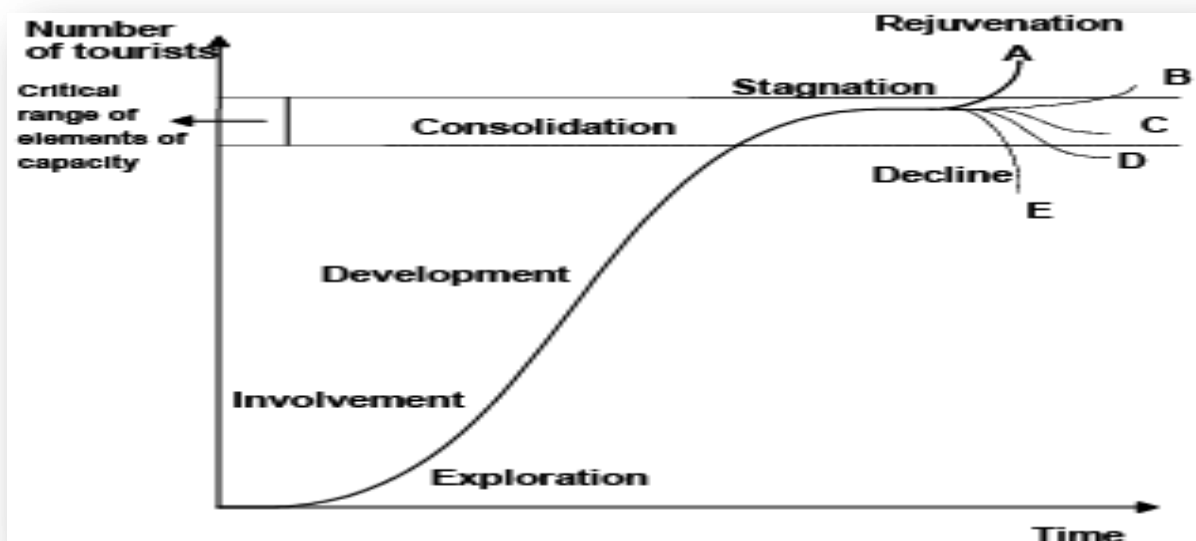 Number
of tourists
Critical
range of
elements of
capacity
Rejuvenation
A
B
Stagnation
Consolidation
C
D
Decline
E
Development
Involvement
Exploration
Time